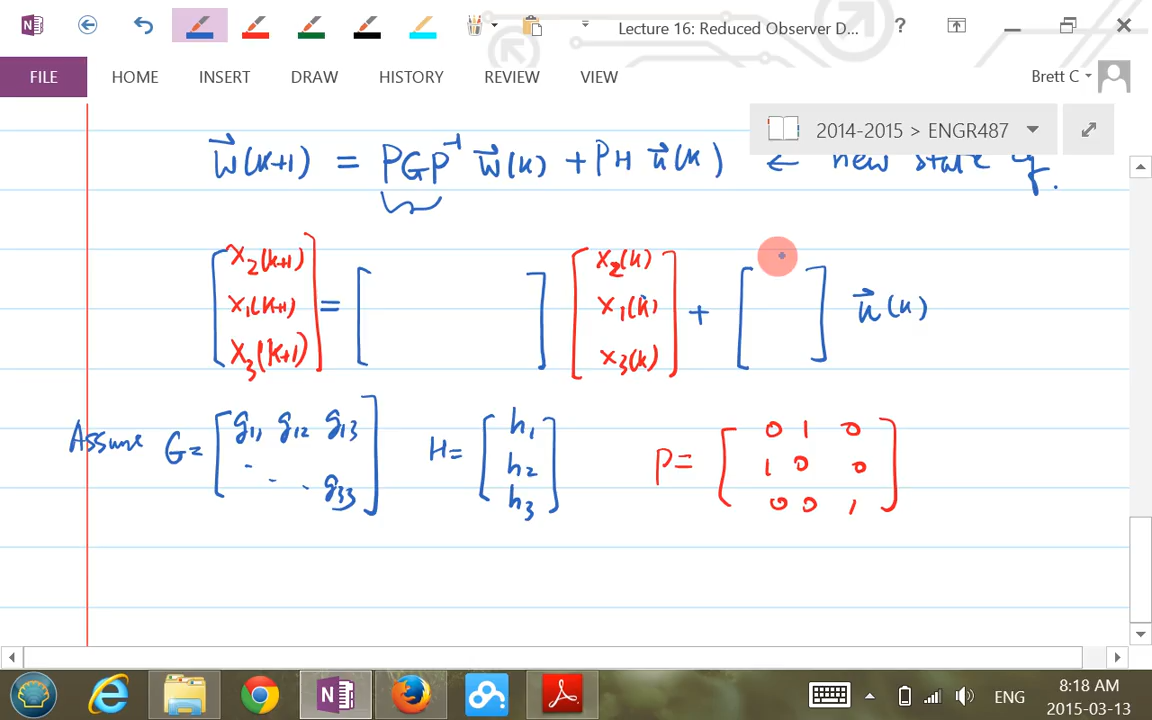 Lecture 16: Reduced Observer D...
?
FILE HOME INSERT DRAW HISTORY REVIEW VIEW Brett C
2014-2015 > ENGR487
w⃗(k+1) = PGP⁻¹ w⃗(k) + PH u⃗(k) ← new state eq.
[x₂(k+1) x₁(k+1) x₃(k+1)] = [ ] [x₂(k) x₁(k) x₃(k)] + [ ] u⃗(k)
Assume G = [g₁₁ g₁₂ g₁₃ .. . . g₃₃] H = [h₁ h₂ h₃] P = [0 1 0 1 0 0 0 0 1]
ENG
8:18 AM
2015-03-13